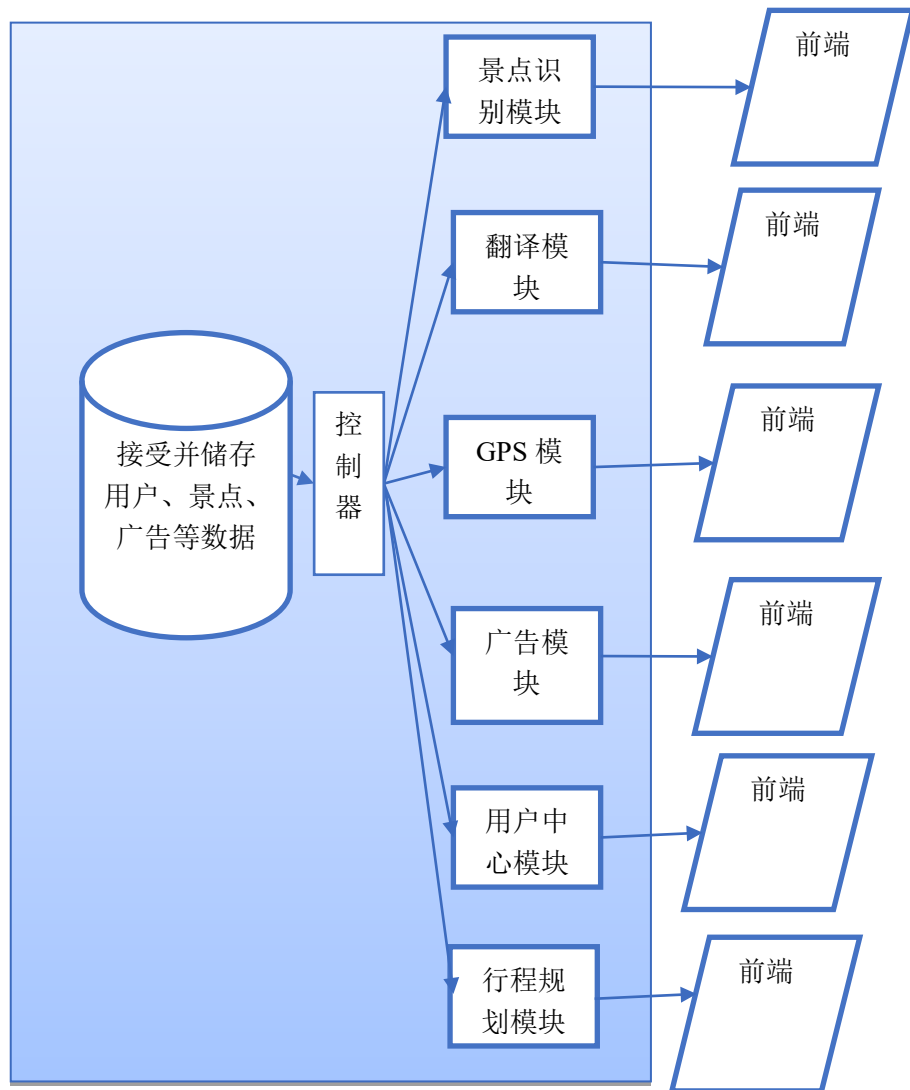 景点识
别模块
前端
翻译模
块
前端
接受并储存
用户、景点、
广告等数据
控
制
器
GPS 模
块
前端
广告模
块
前端
用户中
心模块
前端
行程规
划模块
前端